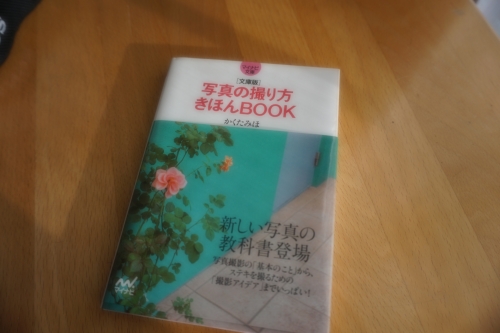 ［文庫版］
写真の撮り方
きほんBOOK
かくたみほ
新しい写真の
教科書登場
写真撮影の「基本のこと」から、
ステキを撮るための
「撮影アイデア」までいっぱい！